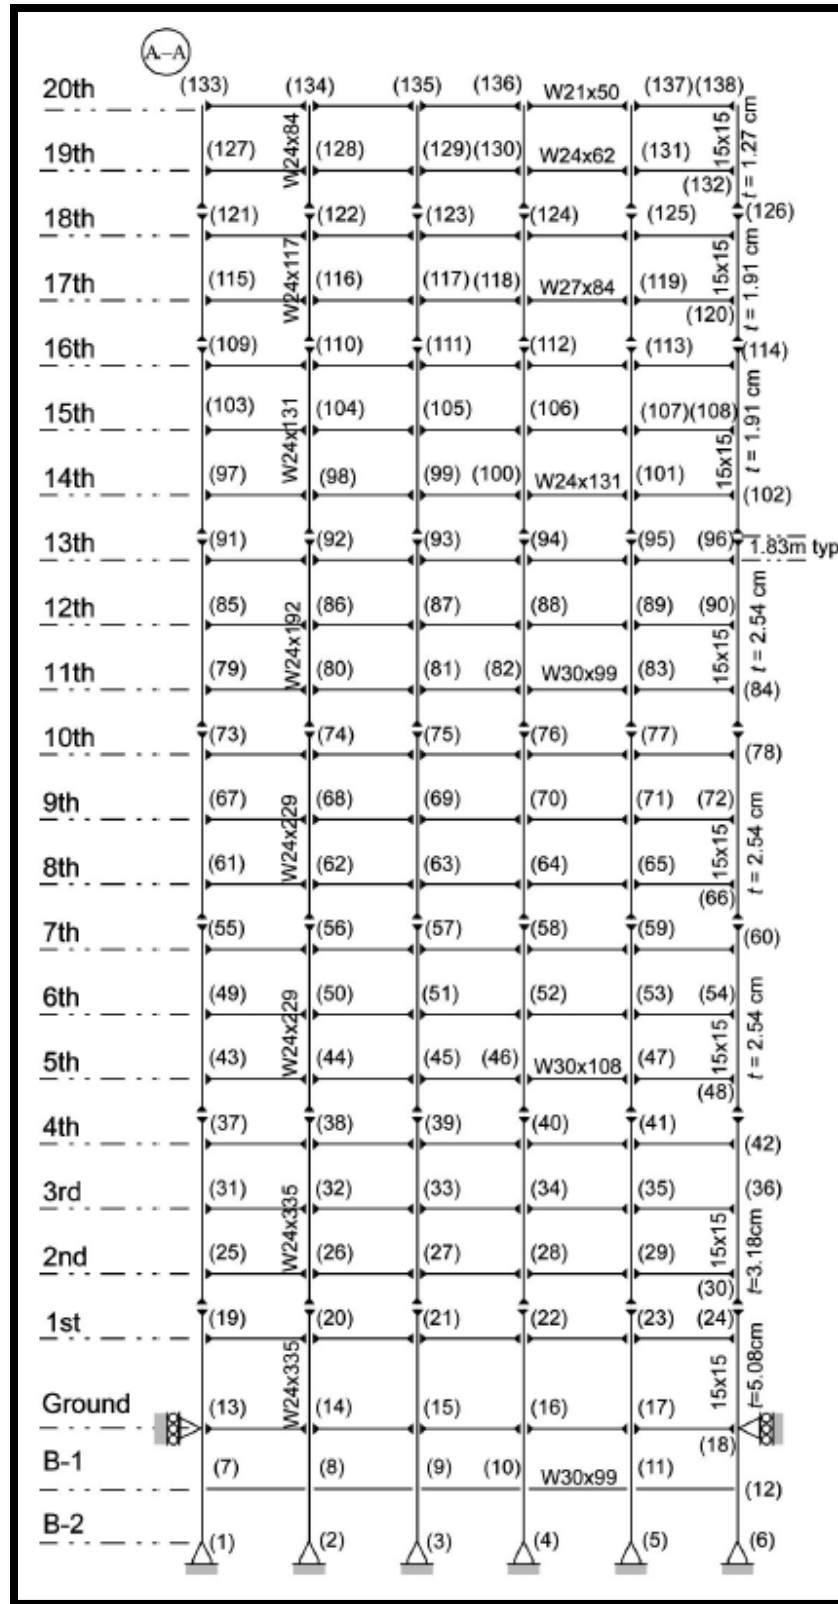 A-A
20th (133) (134) (135) (136) W21x50 (137)(138)
W24x84 15x15 t = 1.27 cm
19th (127) (128) (129)(130) W24x62 (131) (132)
18th (121) (122) (123) (124) (125) (126)
W24x117 15x15 t = 1.91 cm
17th (115) (116) (117) (118) W27x84 (119) (120)
16th (109) (110) (111) (112) (113) (114)
15th (103) (104) (105) (106) (107)(108)
W24x131 15x15 t = 1.91 cm
14th (97) (98) (99) (100) W24x131 (101) (102)
13th (91) (92) (93) (94) (95) (96) 1.83m typ
12th (85) (86) (87) (88) (89) (90)
W24x192 15x15 t = 2.54 cm
11th (79) (80) (81) (82) W30x99 (83) (84)
10th (73) (74) (75) (76) (77) (78)
9th (67) (68) (69) (70) (71) (72)
W24x229 15x15 t = 2.54 cm
8th (61) (62) (63) (64) (65) (66)
7th (55) (56) (57) (58) (59) (60)
6th (49) (50) (51) (52) (53) (54)
W24x229 15x15 t = 2.54 cm
5th (43) (44) (45) (46) W30x108 (47) (48)
4th (37) (38) (39) (40) (41) (42)
3rd (31) (32) (33) (34) (35) (36)
W24x335 15x15 t=3.18cm
2nd (25) (26) (27) (28) (29) (30)
1st (19) (20) (21) (22) (23) (24)
W24x335 15x15 t=5.08cm
Ground (13) (14) (15) (16) (17) (18)
B-1 (7) (8) (9) (10) W30x99 (11) (12)
B-2 (1) (2) (3) (4) (5) (6)